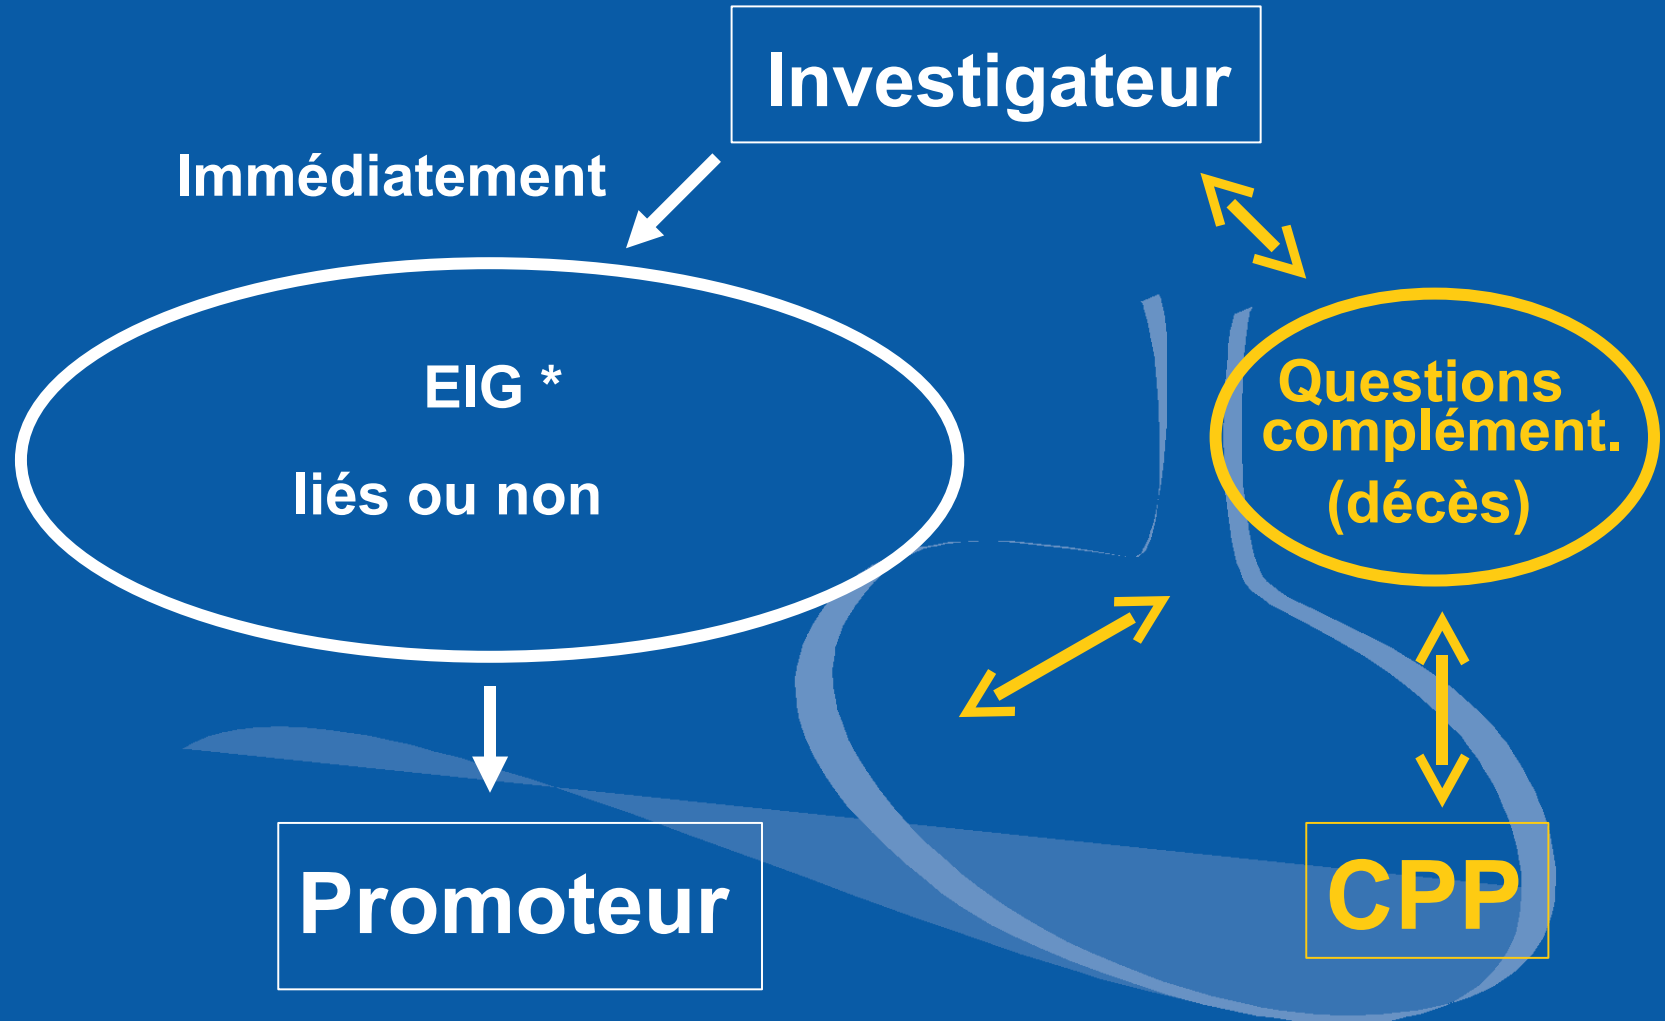 Investigateur
Immédiatement
EIG *
liés ou non
Questions
complément.
(décès)
Promoteur
CPP